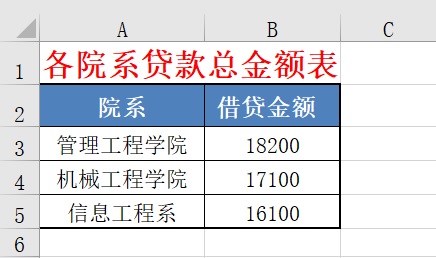 A B C
1 各院系贷款总金额表
2 院系 借贷金额
3 管理工程学院 18200
4 机械工程学院 17100
5 信息工程系 16100
6